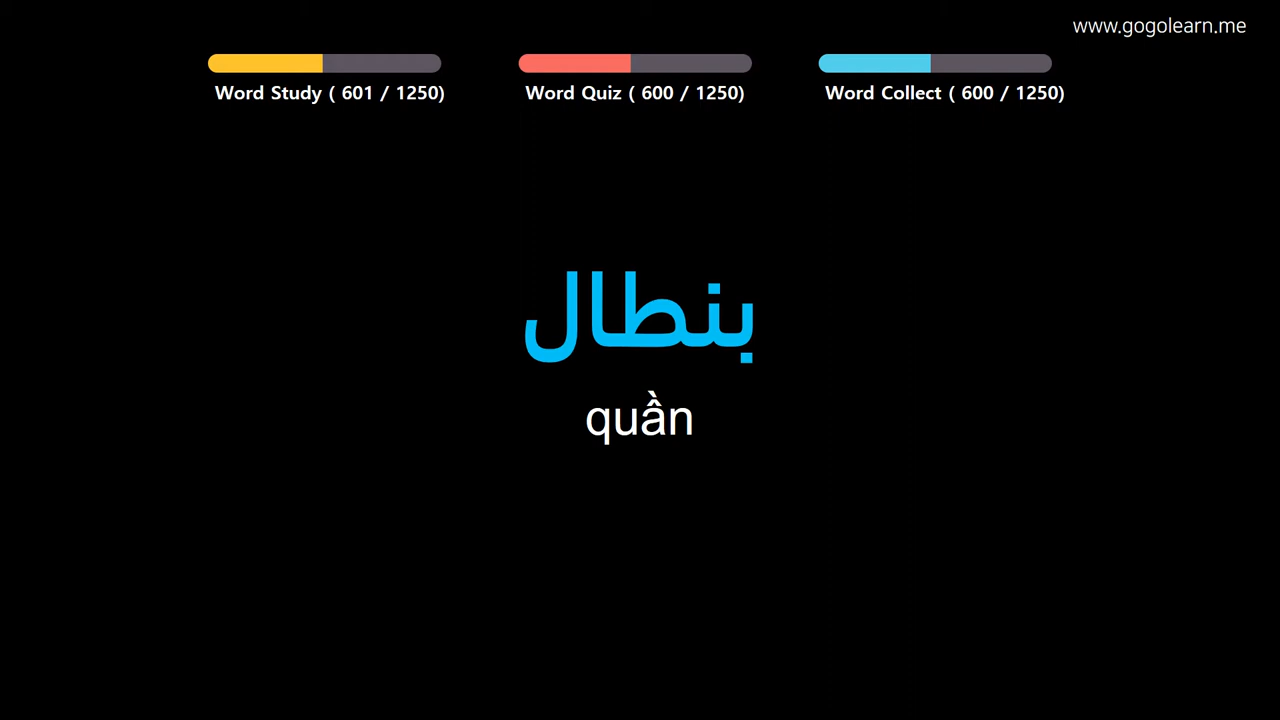 www.gogolearn.me
Word Study ( 601 / 1250)
Word Quiz ( 600 / 1250)
Word Collect ( 600 / 1250)
بنطال
quần